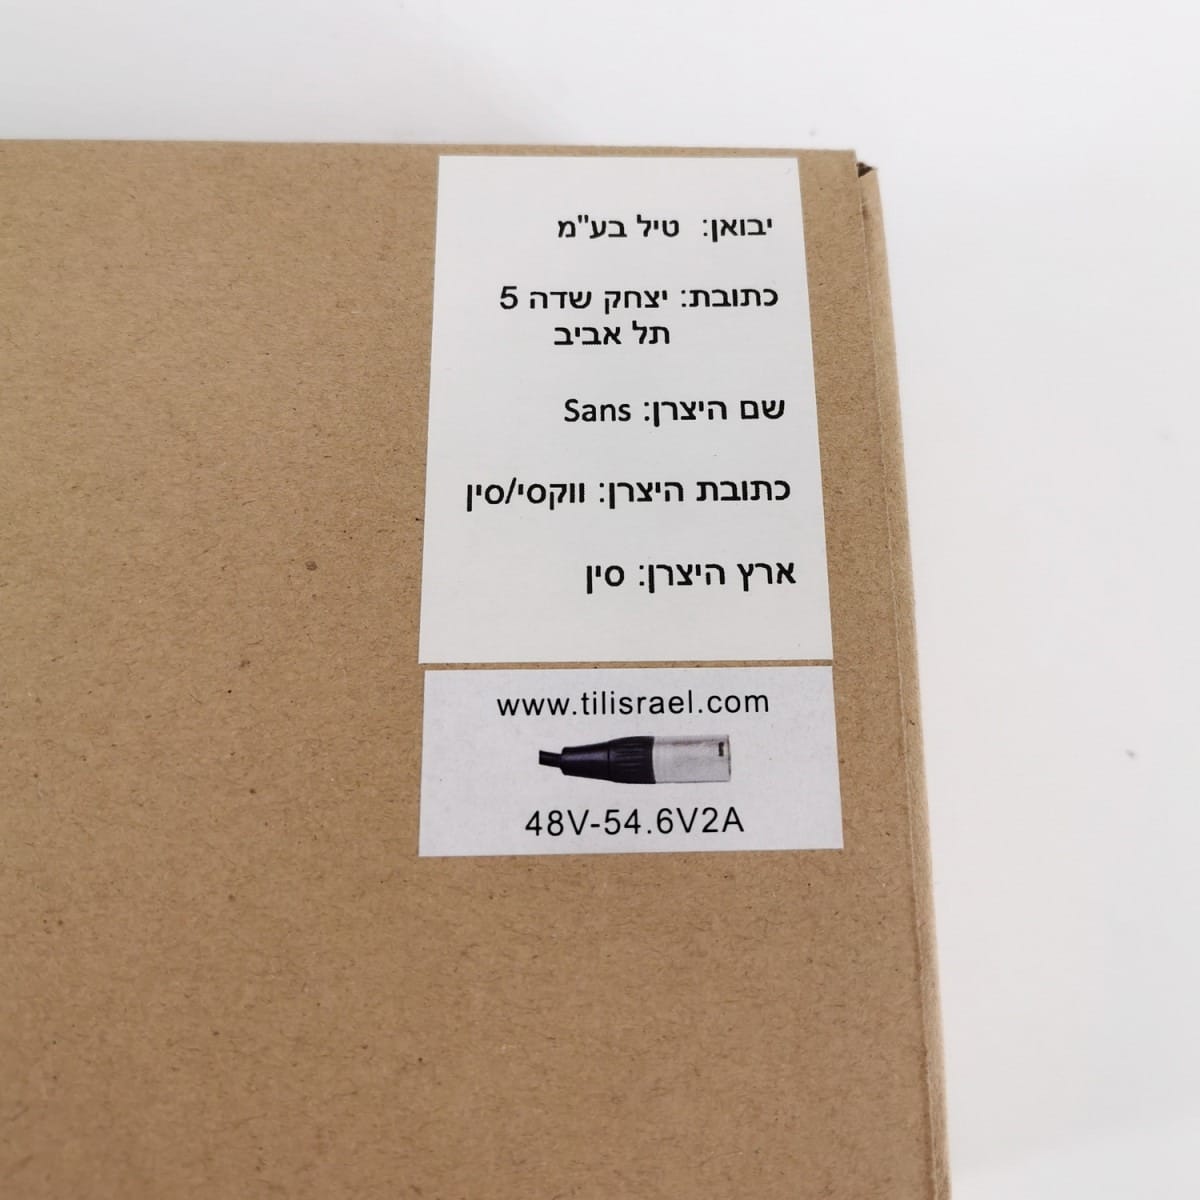 יבואן: טיל בע"מ
כתובת: יצחק שדה 5
תל אביב
שם היצרן: Sans
כתובת היצרן: ווקסי/סין
ארץ היצרן: סין
www.tilisrael.com
48V-54.6V2A